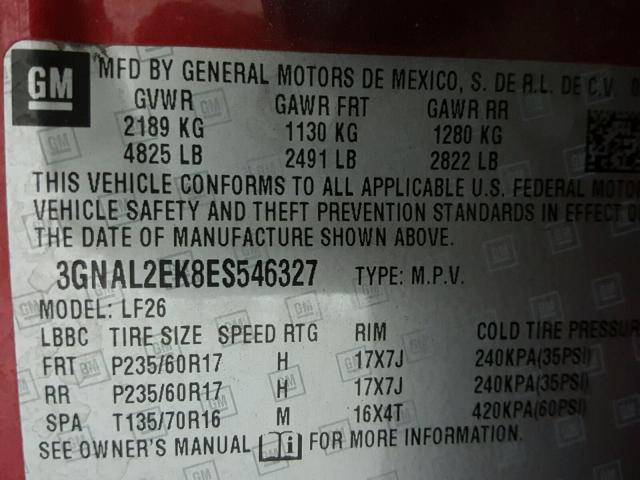 GM MFD BY GENERAL MOTORS DE MEXICO, S. DE R.L. DE C.V.
GVWR GAWR FRT GAWR RR
2189 KG 1130 KG 1280 KG
4825 LB 2491 LB 2822 LB
THIS VEHICLE CONFORMS TO ALL APPLICABLE U.S. FEDERAL MOTO
VEHICLE SAFETY AND THEFT PREVENTION STANDARDS IN EFFECT O
THE DATE OF MANUFACTURE SHOWN ABOVE.
3GNAL2EK8ES546327 TYPE: M.P.V.
MODEL: LF26
LBBC TIRE SIZE SPEED RTG RIM COLD TIRE PRESSUR
FRT P235/60R17 H 17X7J 240KPA(35PSI)
RR P235/60R17 H 17X7J 240KPA(35PSI)
SPA T135/70R16 M 16X4T 420KPA(60PSI)
SEE OWNER'S MANUAL FOR MORE INFORMATION.